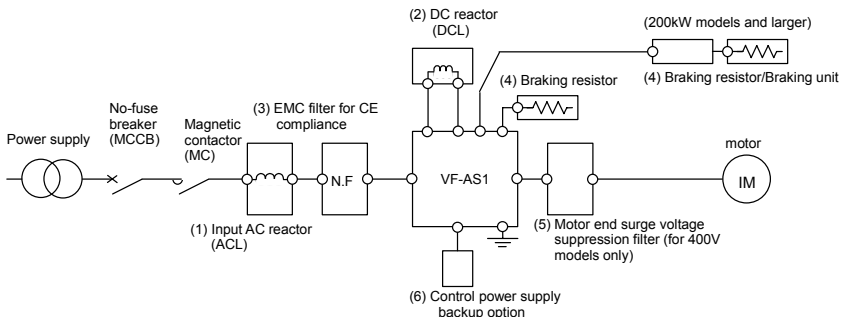 (2) DC reactor
(DCL)
(200kW models and larger)
(4) Braking resistor/Braking unit
(4) Braking resistor
No-fuse
breaker
(MCCB)
Magnetic
contactor
(MC)
(3) EMC filter for CE
compliance
Power supply
motor
N.F
VF-AS1
IM
(1) Input AC reactor
(ACL)
(5) Motor end surge voltage
suppression filter (for 400V
models only)
(6) Control power supply
backup option